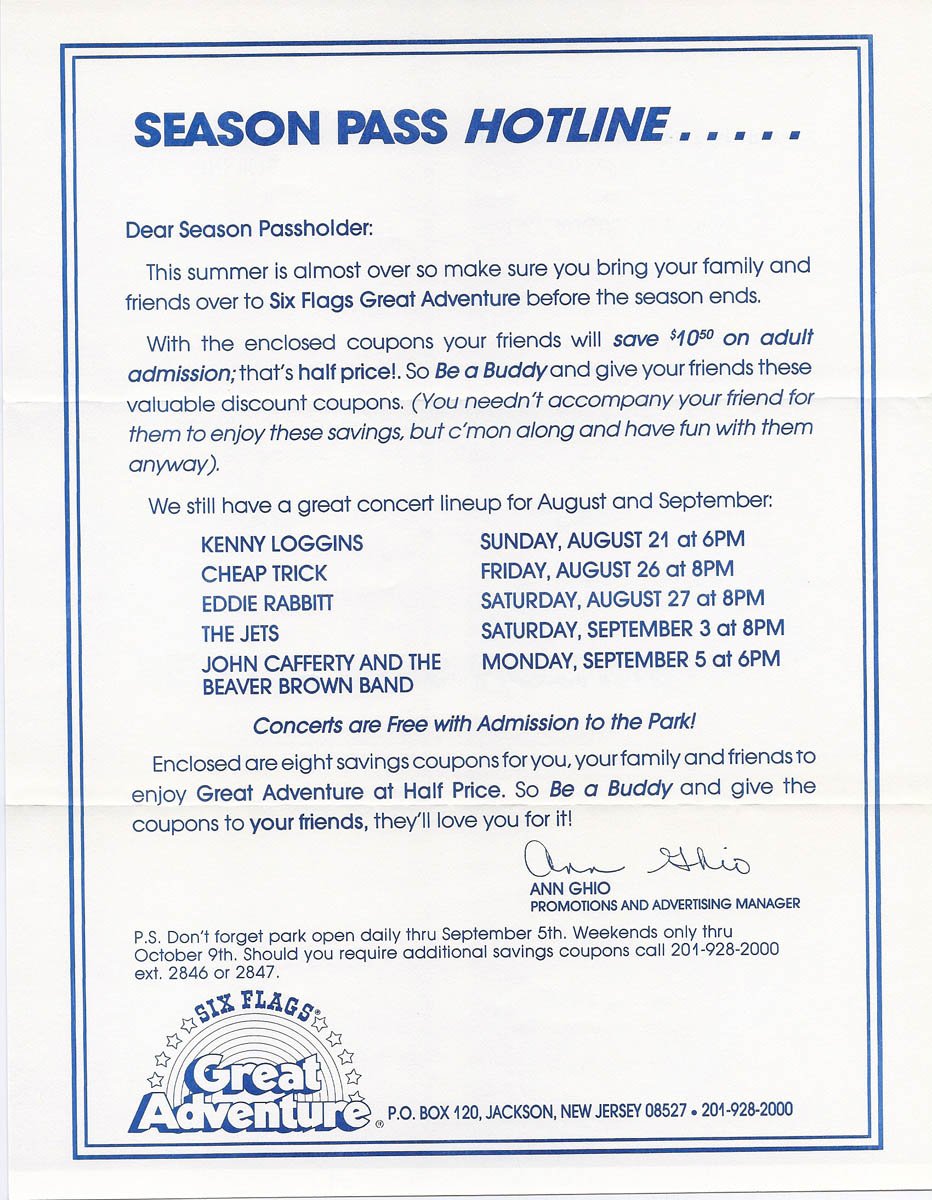 SEASON PASS HOTLINE.....
Dear Season Passholder:
This summer is almost over so make sure you bring your family and
friends over to Six Flags Great Adventure before the season ends.
With the enclosed coupons your friends will save $10⁵⁰ on adult
admission; that's half price!. So Be a Buddy and give your friends these
valuable discount coupons. (You needn't accompany your friend for
them to enjoy these savings, but c'mon along and have fun with them
anyway).
We still have a great concert lineup for August and September:
KENNY LOGGINS SUNDAY, AUGUST 21 at 6PM
CHEAP TRICK FRIDAY, AUGUST 26 at 8PM
EDDIE RABBITT SATURDAY, AUGUST 27 at 8PM
THE JETS SATURDAY, SEPTEMBER 3 at 8PM
JOHN CAFFERTY AND THE MONDAY, SEPTEMBER 5 at 6PM
BEAVER BROWN BAND
Concerts are Free with Admission to the Park!
Enclosed are eight savings coupons for you, your family and friends to
enjoy Great Adventure at Half Price. So Be a Buddy and give the
coupons to your friends, they'll love you for it!
Ann Ghio
ANN GHIO
PROMOTIONS AND ADVERTISING MANAGER
P.S. Don't forget park open daily thru September 5th. Weekends only thru
October 9th. Should you require additional savings coupons call 201-928-2000
ext. 2846 or 2847.
SIX FLAGS®
Great
Adventure® P.O. BOX 120, JACKSON, NEW JERSEY 08527 • 201-928-2000